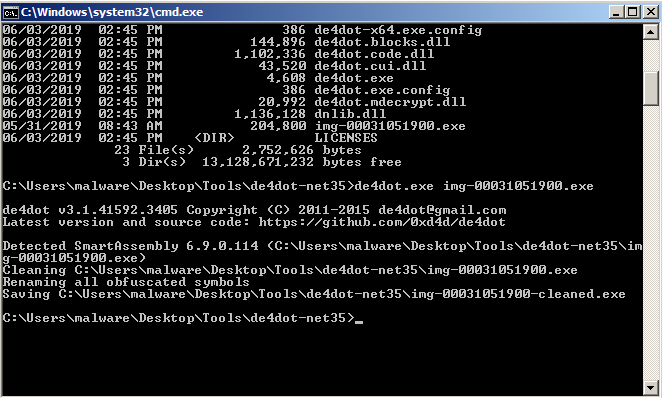 C:\Windows\system32\cmd.exe
06/03/2019 02:45 PM 386 de4dot-x64.exe.config
06/03/2019 02:45 PM 144,896 de4dot.blocks.dll
06/03/2019 02:45 PM 1,102,336 de4dot.code.dll
06/03/2019 02:45 PM 43,520 de4dot.cui.dll
06/03/2019 02:45 PM 4,608 de4dot.exe
06/03/2019 02:45 PM 386 de4dot.exe.config
06/03/2019 02:45 PM 20,992 de4dot.mdecrypt.dll
06/03/2019 02:45 PM 1,136,128 dnlib.dll
05/31/2019 08:43 AM 204,800 img-00031051900.exe
06/03/2019 02:45 PM <DIR> LICENSES
23 File(s) 2,752,626 bytes
3 Dir(s) 13,128,671,232 bytes free
C:\Users\malware\Desktop\Tools\de4dot-net35>de4dot.exe img-00031051900.exe
de4dot v3.1.41592.3405 Copyright (C) 2011-2015 de4dot@gmail.com
Latest version and source code: https://github.com/0xd4d/de4dot
Detected SmartAssembly 6.9.0.114 (C:\Users\malware\Desktop\Tools\de4dot-net35\im
g-00031051900.exe)
Cleaning C:\Users\malware\Desktop\Tools\de4dot-net35\img-00031051900.exe
Renaming all obfuscated symbols
Saving C:\Users\malware\Desktop\Tools\de4dot-net35\img-00031051900-cleaned.exe
C:\Users\malware\Desktop\Tools\de4dot-net35>_